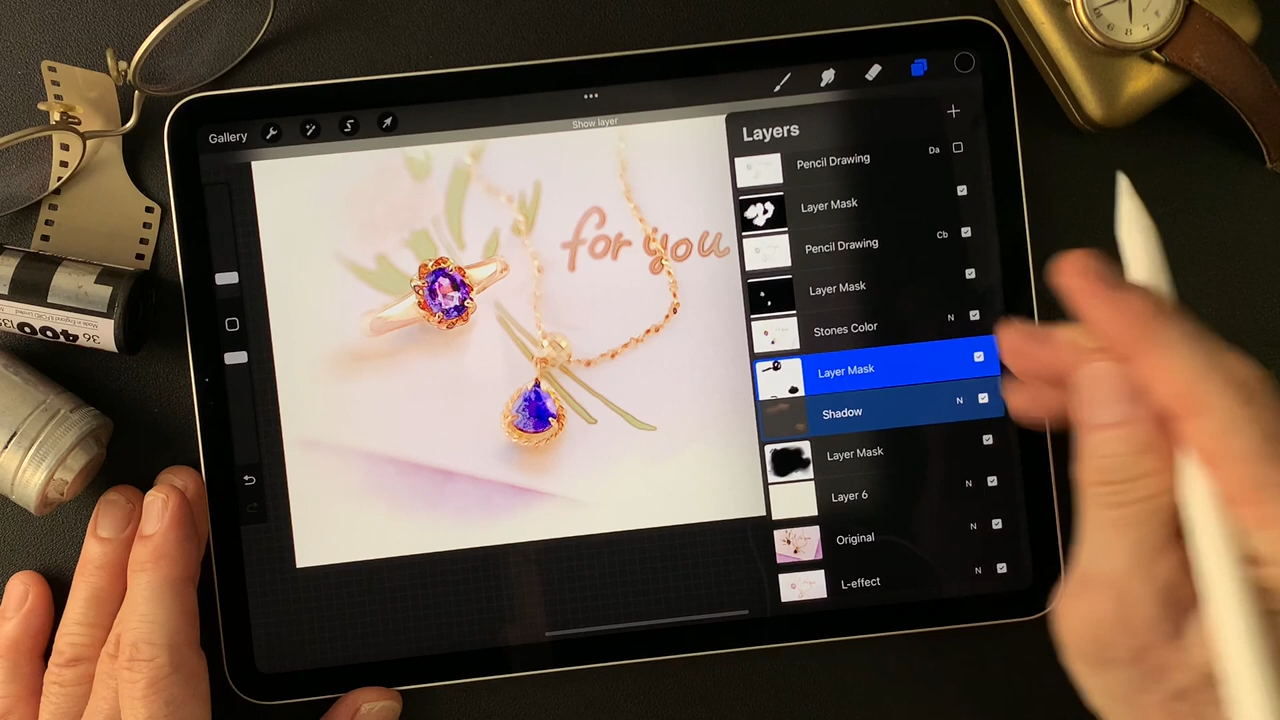 Gallery
Show layer
Layers
Pencil Drawing Da
Layer Mask
Pencil Drawing Cb
Layer Mask
Stones Color N
Layer Mask
Shadow N
Layer Mask
Layer 6 N
Original N
L-effect N
for you
400
36